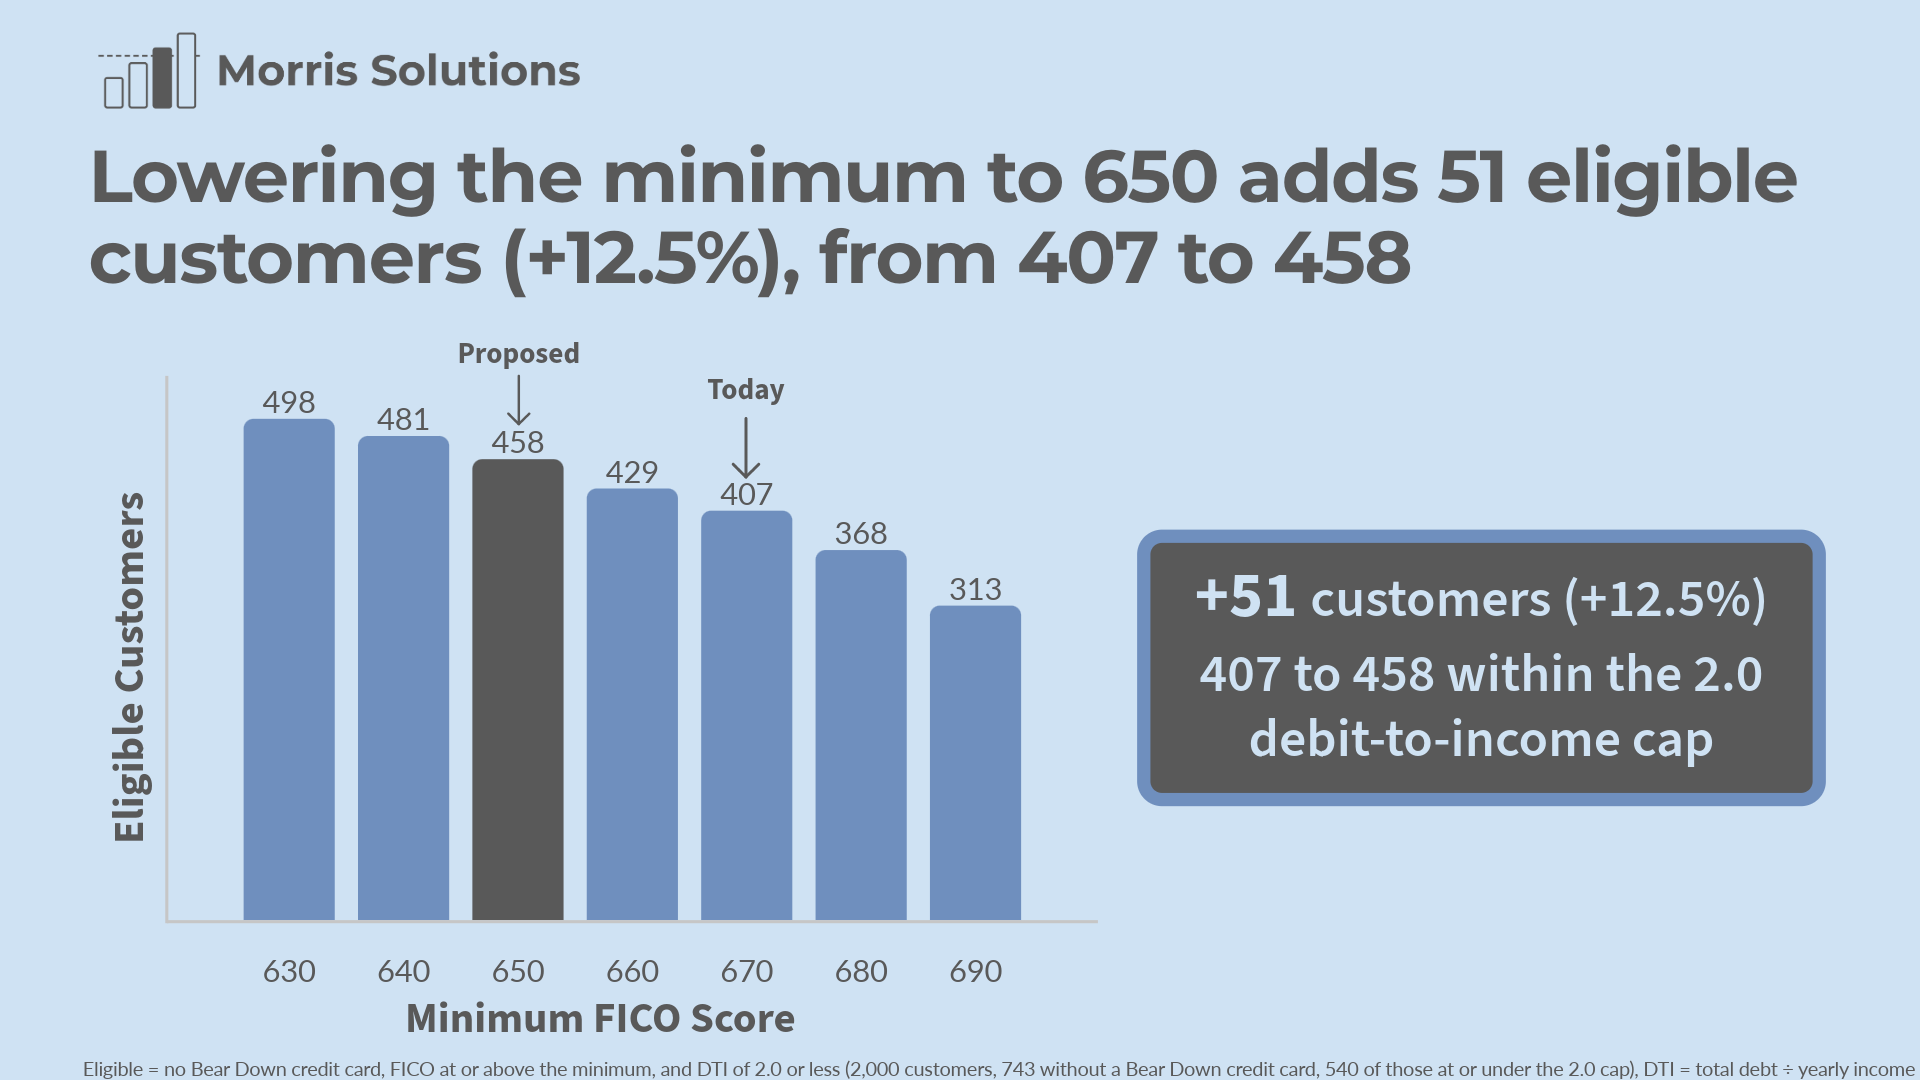 Morris Solutions
Lowering the minimum to 650 adds 51 eligible
customers (+12.5%), from 407 to 458
Proposed
Today
498
481
458
429
407
368
313
Eligible Customers
+51 customers (+12.5%)
407 to 458 within the 2.0
debit-to-income cap
630 640 650 660 670 680 690
Minimum FICO Score
Eligible = no Bear Down credit card, FICO at or above the minimum, and DTI of 2.0 or less (2,000 customers, 743 without a Bear Down credit card, 540 of those at or under the 2.0 cap), DTI = total debt ÷ yearly income